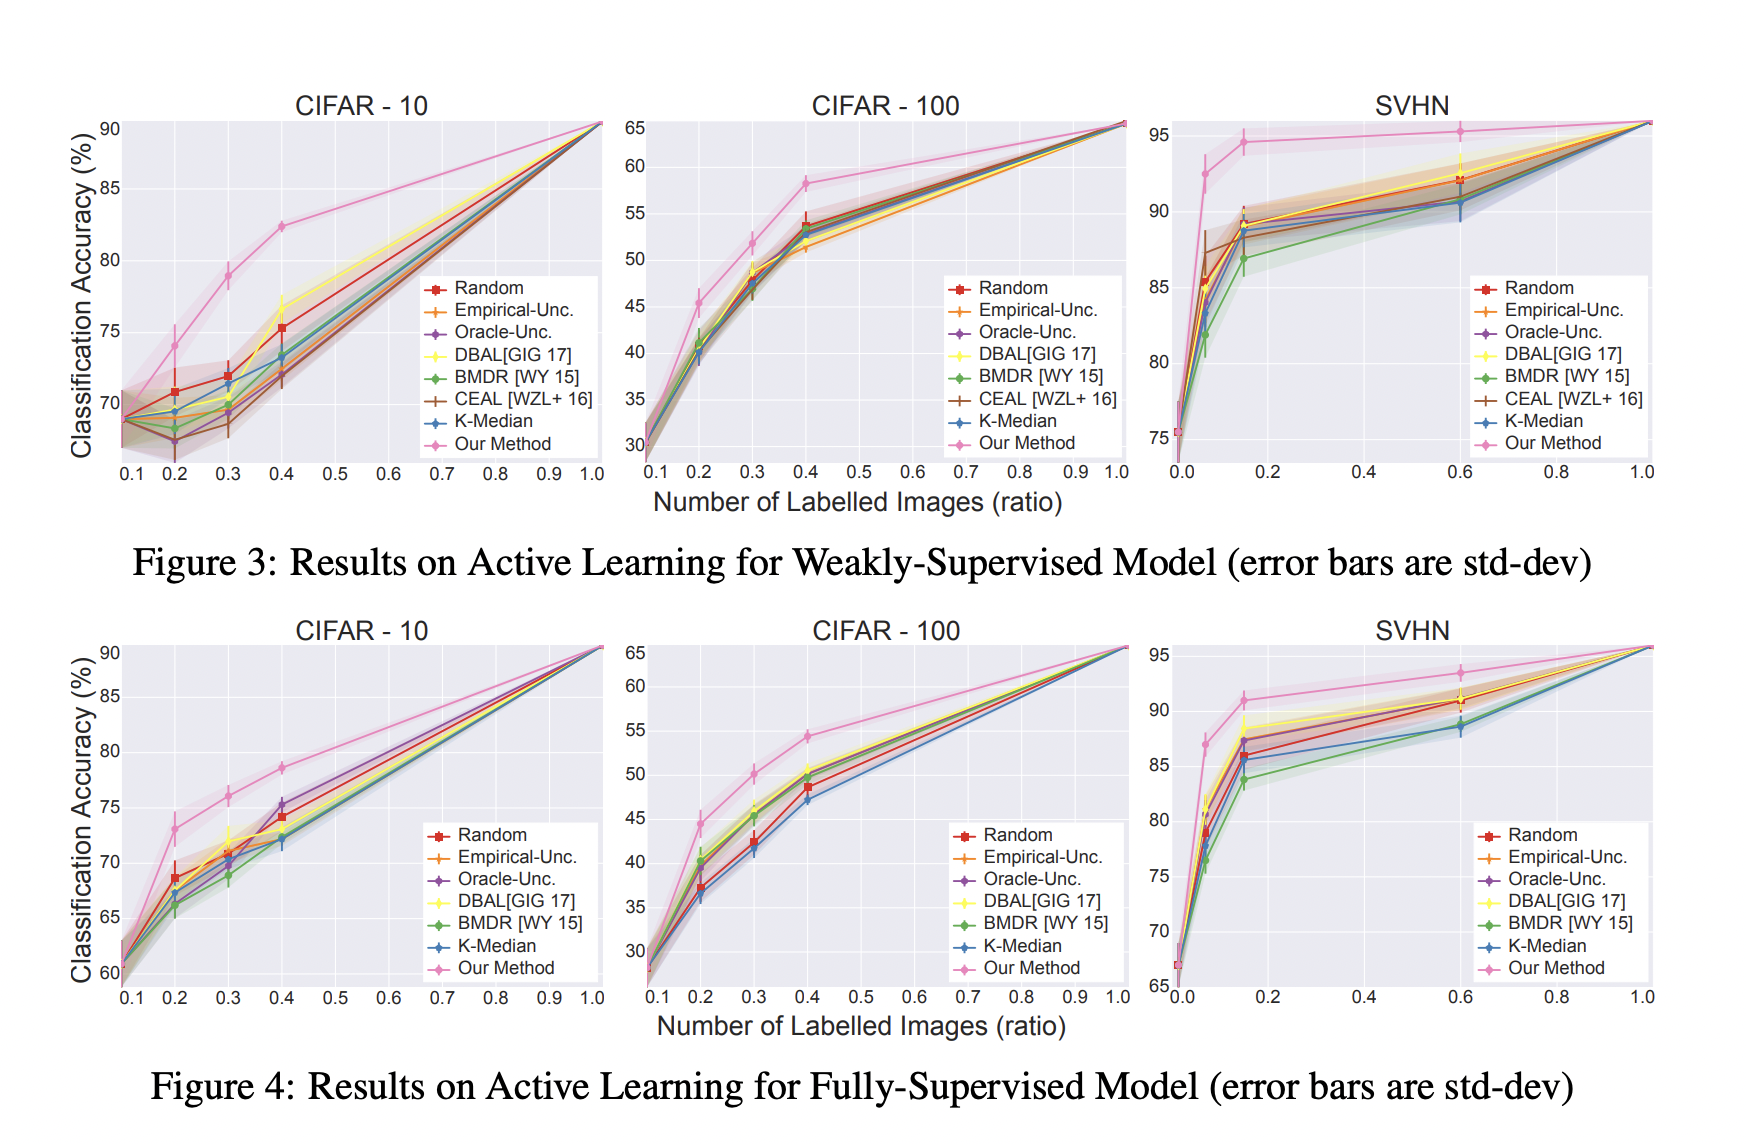 CIFAR - 10
CIFAR - 100
SVHN
Classification Accuracy (%)
90
85
80
75
70
0.1 0.2 0.3 0.4 0.5 0.6 0.7 0.8 0.9 1.0
Random
Empirical-Unc.
Oracle-Unc.
DBAL[GIG 17]
BMDR [WY 15]
CEAL [WZL+ 16]
K-Median
Our Method
65
60
55
50
45
40
35
30
0.1 0.2 0.3 0.4 0.5 0.6 0.7 0.8 0.9 1.0
Random
Empirical-Unc.
Oracle-Unc.
DBAL[GIG 17]
BMDR [WY 15]
CEAL [WZL+ 16]
K-Median
Our Method
95
90
85
80
75
0.0 0.2 0.4 0.6 0.8 1.0
Random
Empirical-Unc.
Oracle-Unc.
DBAL[GIG 17]
BMDR [WY 15]
CEAL [WZL+ 16]
K-Median
Our Method
Number of Labelled Images (ratio)
Figure 3: Results on Active Learning for Weakly-Supervised Model (error bars are std-dev)
CIFAR - 10
CIFAR - 100
SVHN
Classification Accuracy (%)
90
85
80
75
70
65
60
0.1 0.2 0.3 0.4 0.5 0.6 0.7 0.8 0.9 1.0
Random
Empirical-Unc.
Oracle-Unc.
DBAL[GIG 17]
BMDR [WY 15]
K-Median
Our Method
65
60
55
50
45
40
35
30
0.1 0.2 0.3 0.4 0.5 0.6 0.7 0.8 0.9 1.0
Random
Empirical-Unc.
Oracle-Unc.
DBAL[GIG 17]
BMDR [WY 15]
K-Median
Our Method
95
90
85
80
75
70
65
0.0 0.2 0.4 0.6 0.8 1.0
Random
Empirical-Unc.
Oracle-Unc.
DBAL[GIG 17]
BMDR [WY 15]
K-Median
Our Method
Number of Labelled Images (ratio)
Figure 4: Results on Active Learning for Fully-Supervised Model (error bars are std-dev)